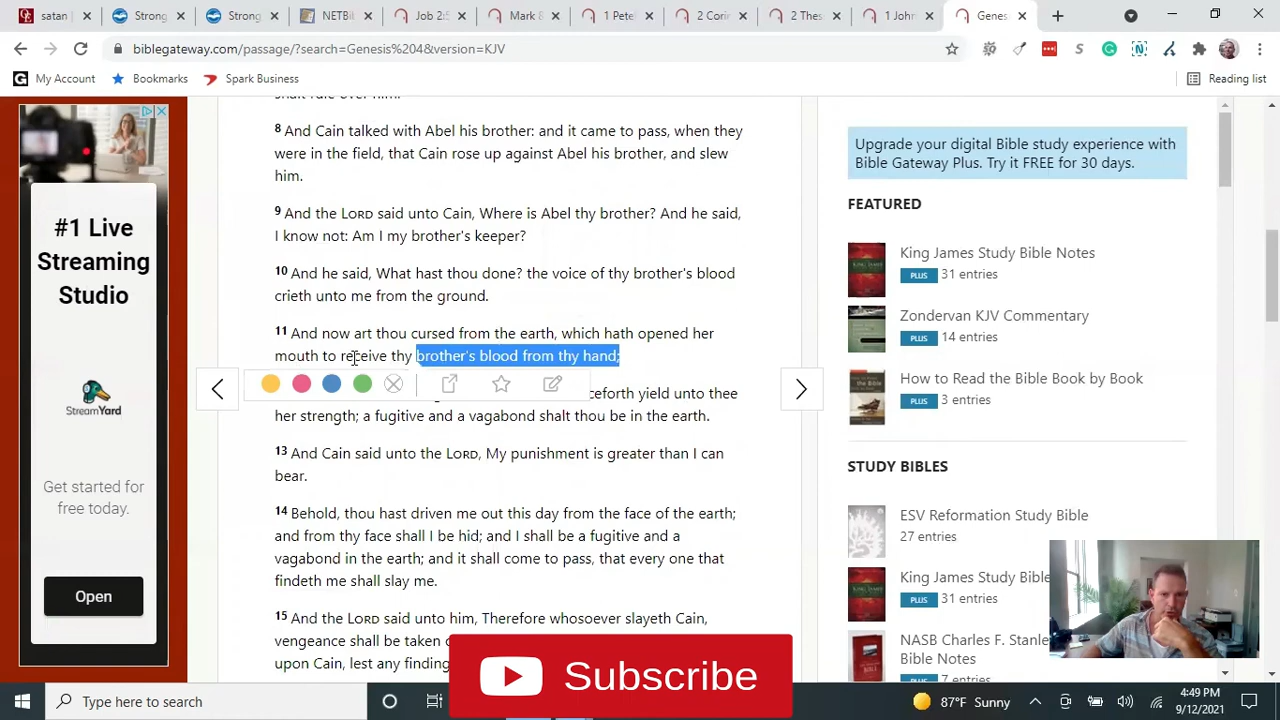 satan |
Strong
Strong
NETBib
Job 2:5
Mark 8
1 Pete
2 Corin
2 Thes
1 John
Genes
biblegateway.com/passage/?search=Genesis%204&version=KJV
My Account
Bookmarks
Spark Business
Reading list
shalt rule over him.
8 And Cain talked with Abel his brother: and it came to pass, when they
were in the field, that Cain rose up against Abel his brother, and slew
him.
9 And the LORD said unto Cain, Where is Abel thy brother? And he said,
I know not: Am I my brother's keeper?
10 And he said, What hast thou done? the voice of thy brother's blood
crieth unto me from the ground.
11 And now art thou cursed from the earth, which hath opened her
mouth to receive thy brother's blood from thy hand;
ceforth yield unto thee
her strength; a fugitive and a vagabond shalt thou be in the earth.
13 And Cain said unto the LORD, My punishment is greater than I can
bear.
14 Behold, thou hast driven me out this day from the face of the earth;
and from thy face shall I be hid; and I shall be a fugitive and a
vagabond in the earth; and it shall come to pass, that every one that
findeth me shall slay me.
15 And the LORD said unto him, Therefore whosoever slayeth Cain,
vengeance shall be taken
upon Cain, lest any finding
#1 Live
Streaming
Studio
StreamYard
Get started for
free today.
Open
Upgrade your digital Bible study experience with
Bible Gateway Plus. Try it FREE for 30 days.
FEATURED
King James Study Bible Notes
PLUS 31 entries
Zondervan KJV Commentary
PLUS 14 entries
How to Read the Bible Book by Book
PLUS 3 entries
STUDY BIBLES
ESV Reformation Study Bible
27 entries
King James Study Bible
PLUS 31 entries
NASB Charles F. Stanle
Bible Notes
PLUS 7 entries
Subscribe
Type here to search
87°F Sunny
4:49 PM
9/12/2021